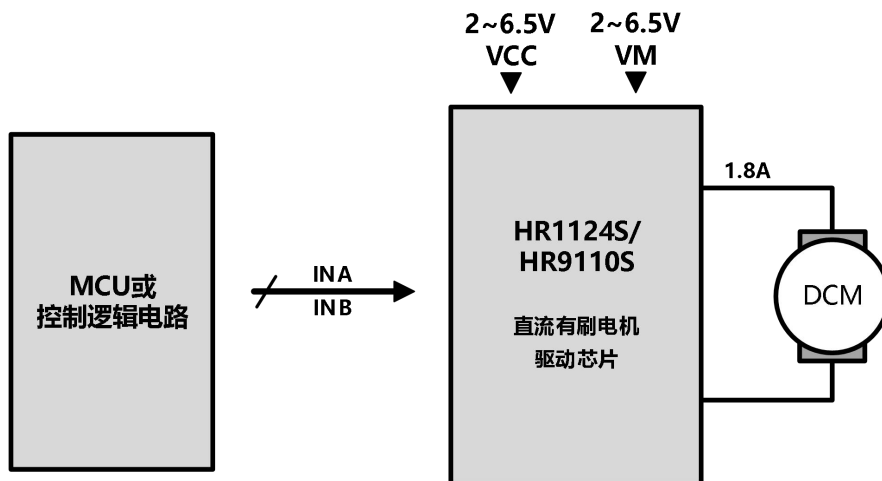 2~6.5V
VCC
2~6.5V
VM
MCU或
控制逻辑电路
INA
INB
HR1124S/
HR9110S
直流有刷电机
驱动芯片
1.8A
DCM